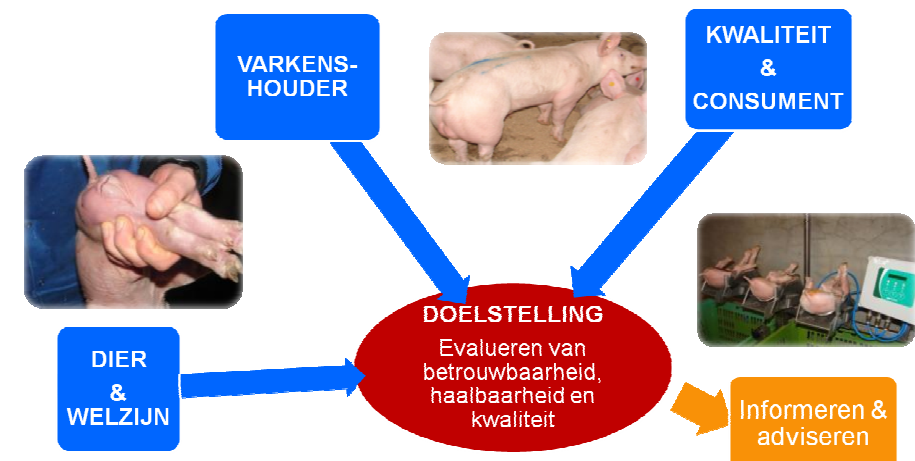 VARKENS-
HOUDER
KWALITEIT
&
CONSUMENT
DOELSTELLING
Evalueren van
betrouwbaarheid,
haalbaarheid en
kwaliteit
DIER
&
WELZIJN
Informeren &
adviseren